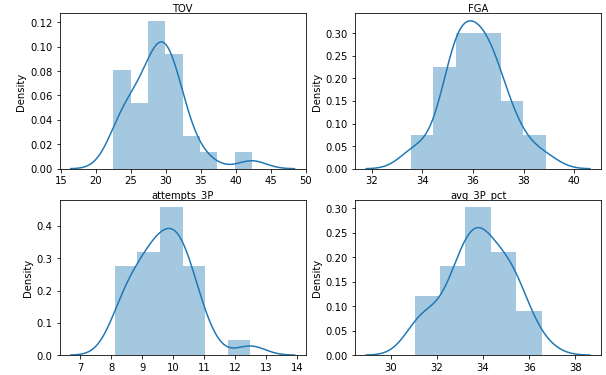 TOV
FGA
Density
0.12
0.10
0.08
0.06
0.04
0.02
0.00
15 20 25 30 35 40 45 50
Density
0.30
0.25
0.20
0.15
0.10
0.05
0.00
32 34 36 38 40
attempts_3P
avg_3P_pct
Density
0.4
0.3
0.2
0.1
0.0
7 8 9 10 11 12 13 14
Density
0.30
0.25
0.20
0.15
0.10
0.05
0.00
30 32 34 36 38